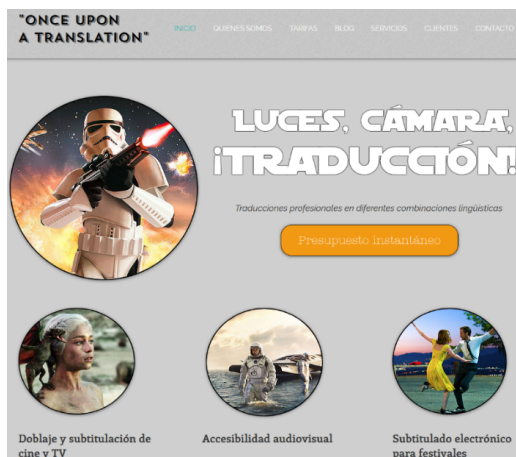 "ONCE UPON
A TRANSLATION"
INICIO QUIENES SOMOS TARIFAS BLOG SERVICIOS CLIENTES CONTACTO
LUCES, CÁMARA,
¡TRADUCCIÓN!
Traducciones profesionales en diferentes combinaciones lingüísticas
Presupuesto instantáneo
Doblaje y subtitulación de
cine y TV
Accesibilidad audiovisual
Subtitulado electrónico
para festivales